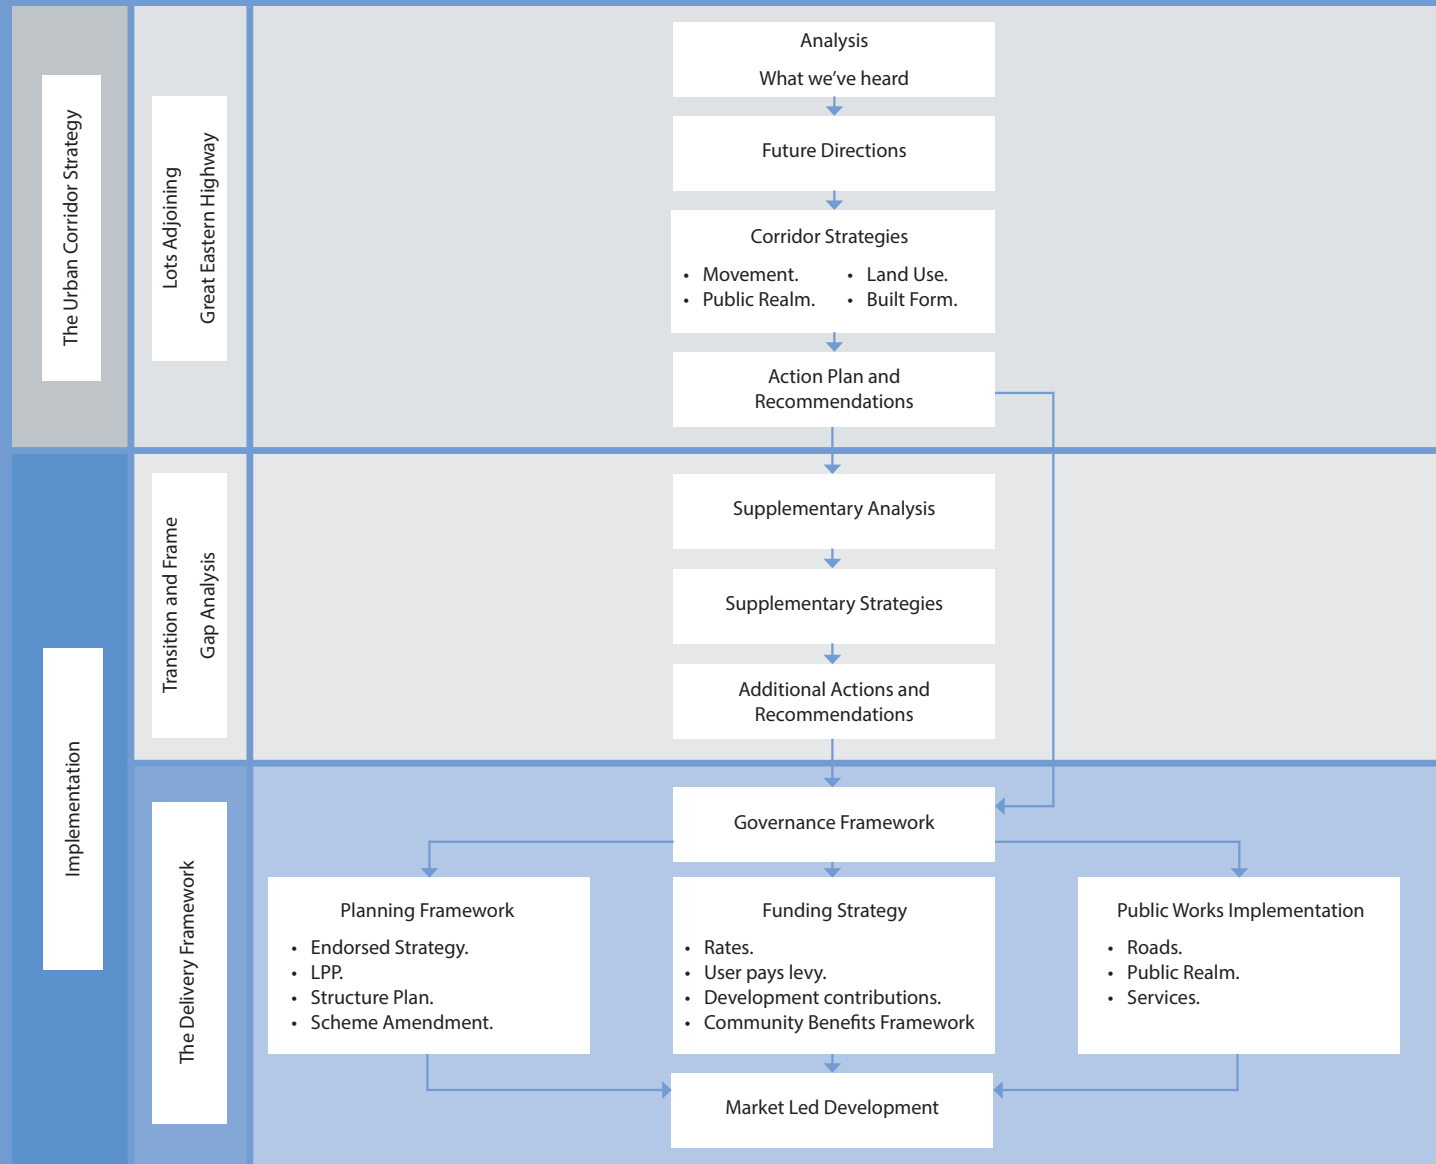 The Urban Corridor Strategy
Lots Adjoining
Great Eastern Highway
Analysis
What we've heard
Future Directions
Corridor Strategies
• Movement.
• Public Realm.
• Land Use.
• Built Form.
Action Plan and
Recommendations
Implementation
Transition and Frame
Gap Analysis
Supplementary Analysis
Supplementary Strategies
Additional Actions and
Recommendations
The Delivery Framework
Governance Framework
Planning Framework
• Endorsed Strategy.
• LPP.
• Structure Plan.
• Scheme Amendment.
Funding Strategy
• Rates.
• User pays levy.
• Development contributions.
• Community Benefits Framework
Public Works Implementation
• Roads.
• Public Realm.
• Services.
Market Led Development